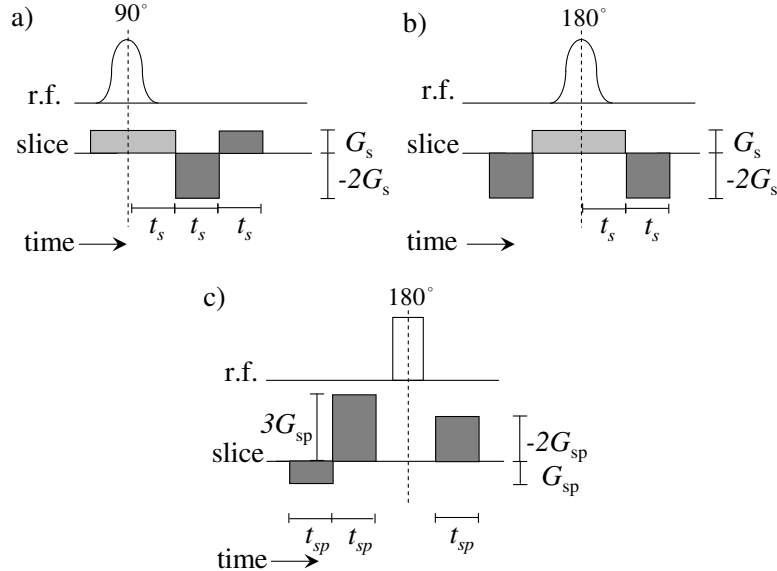 a)
90°
r.f.
slice
G_s
-2G_s
t_s t_s t_s
time
b)
180°
r.f.
slice
G_s
-2G_s
t_s t_s
time
c)
180°
r.f.
3G_sp
slice
-2G_sp
G_sp
t_sp t_sp t_sp
time